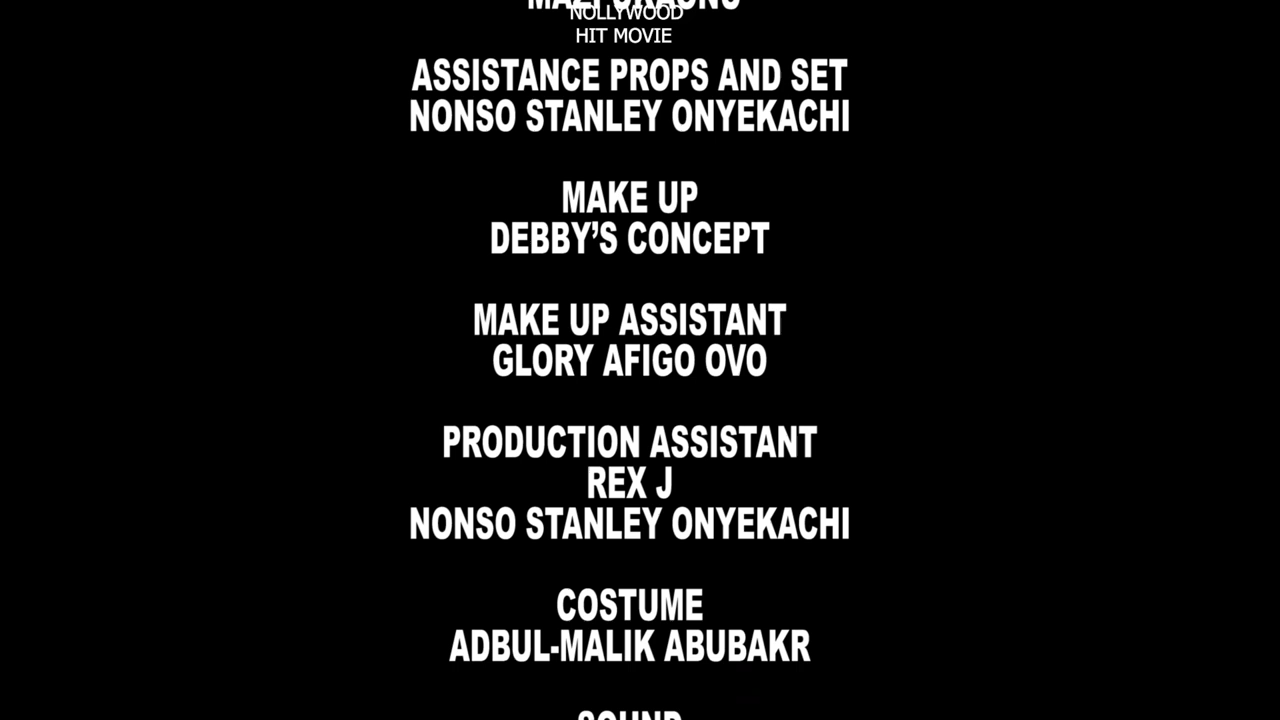 NOLLYWOOD
HIT MOVIE
ASSISTANCE PROPS AND SET
NONSO STANLEY ONYEKACHI
MAKE UP
DEBBY'S CONCEPT
MAKE UP ASSISTANT
GLORY AFIGO OVO
PRODUCTION ASSISTANT
REX J
NONSO STANLEY ONYEKACHI
COSTUME
ADBUL-MALIK ABUBAKR
SOUND